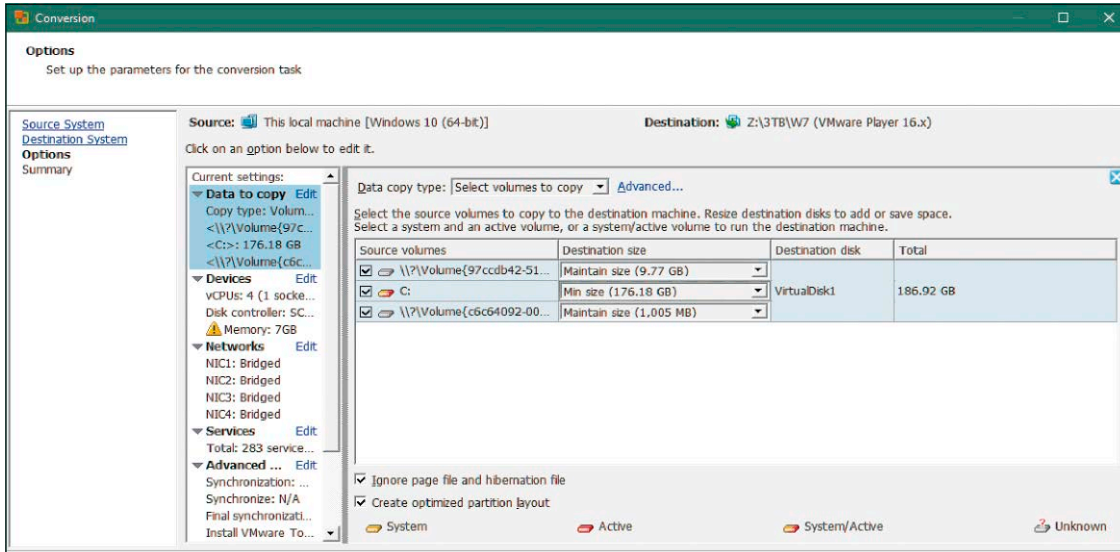 Conversion
Options
Set up the parameters for the conversion task
Source System
Destination System
Options
Summary
Source: This local machine [Windows 10 (64-bit)]
Destination: Z:\3TB\W7 (VMware Player 16.x)
Click on an option below to edit it.
Current settings:
Data to copy Edit
Copy type: Volum...
<\\?\Volume{97c...
<C:>: 176.18 GB
<\\?\Volume{c6c...
Devices Edit
vCPUs: 4 (1 socke...
Disk controller: SC...
Memory: 7GB
Networks Edit
NIC1: Bridged
NIC2: Bridged
NIC3: Bridged
NIC4: Bridged
Services Edit
Total: 283 service...
Advanced ... Edit
Synchronization: ...
Synchronize: N/A
Final synchronizati...
Install VMware To...
Data copy type: Select volumes to copy Advanced...
Select the source volumes to copy to the destination machine. Resize destination disks to add or save space.
Select a system and an active volume, or a system/active volume to run the destination machine.
Source volumes Destination size Destination disk Total
\\?\Volume{97ccdb42-51... Maintain size (9.77 GB)
C: Min size (176.18 GB) VirtualDisk1 186.92 GB
\\?\Volume{c6c64092-00... Maintain size (1,005 MB)
Ignore page file and hibernation file
Create optimized partition layout
System Active System/Active Unknown